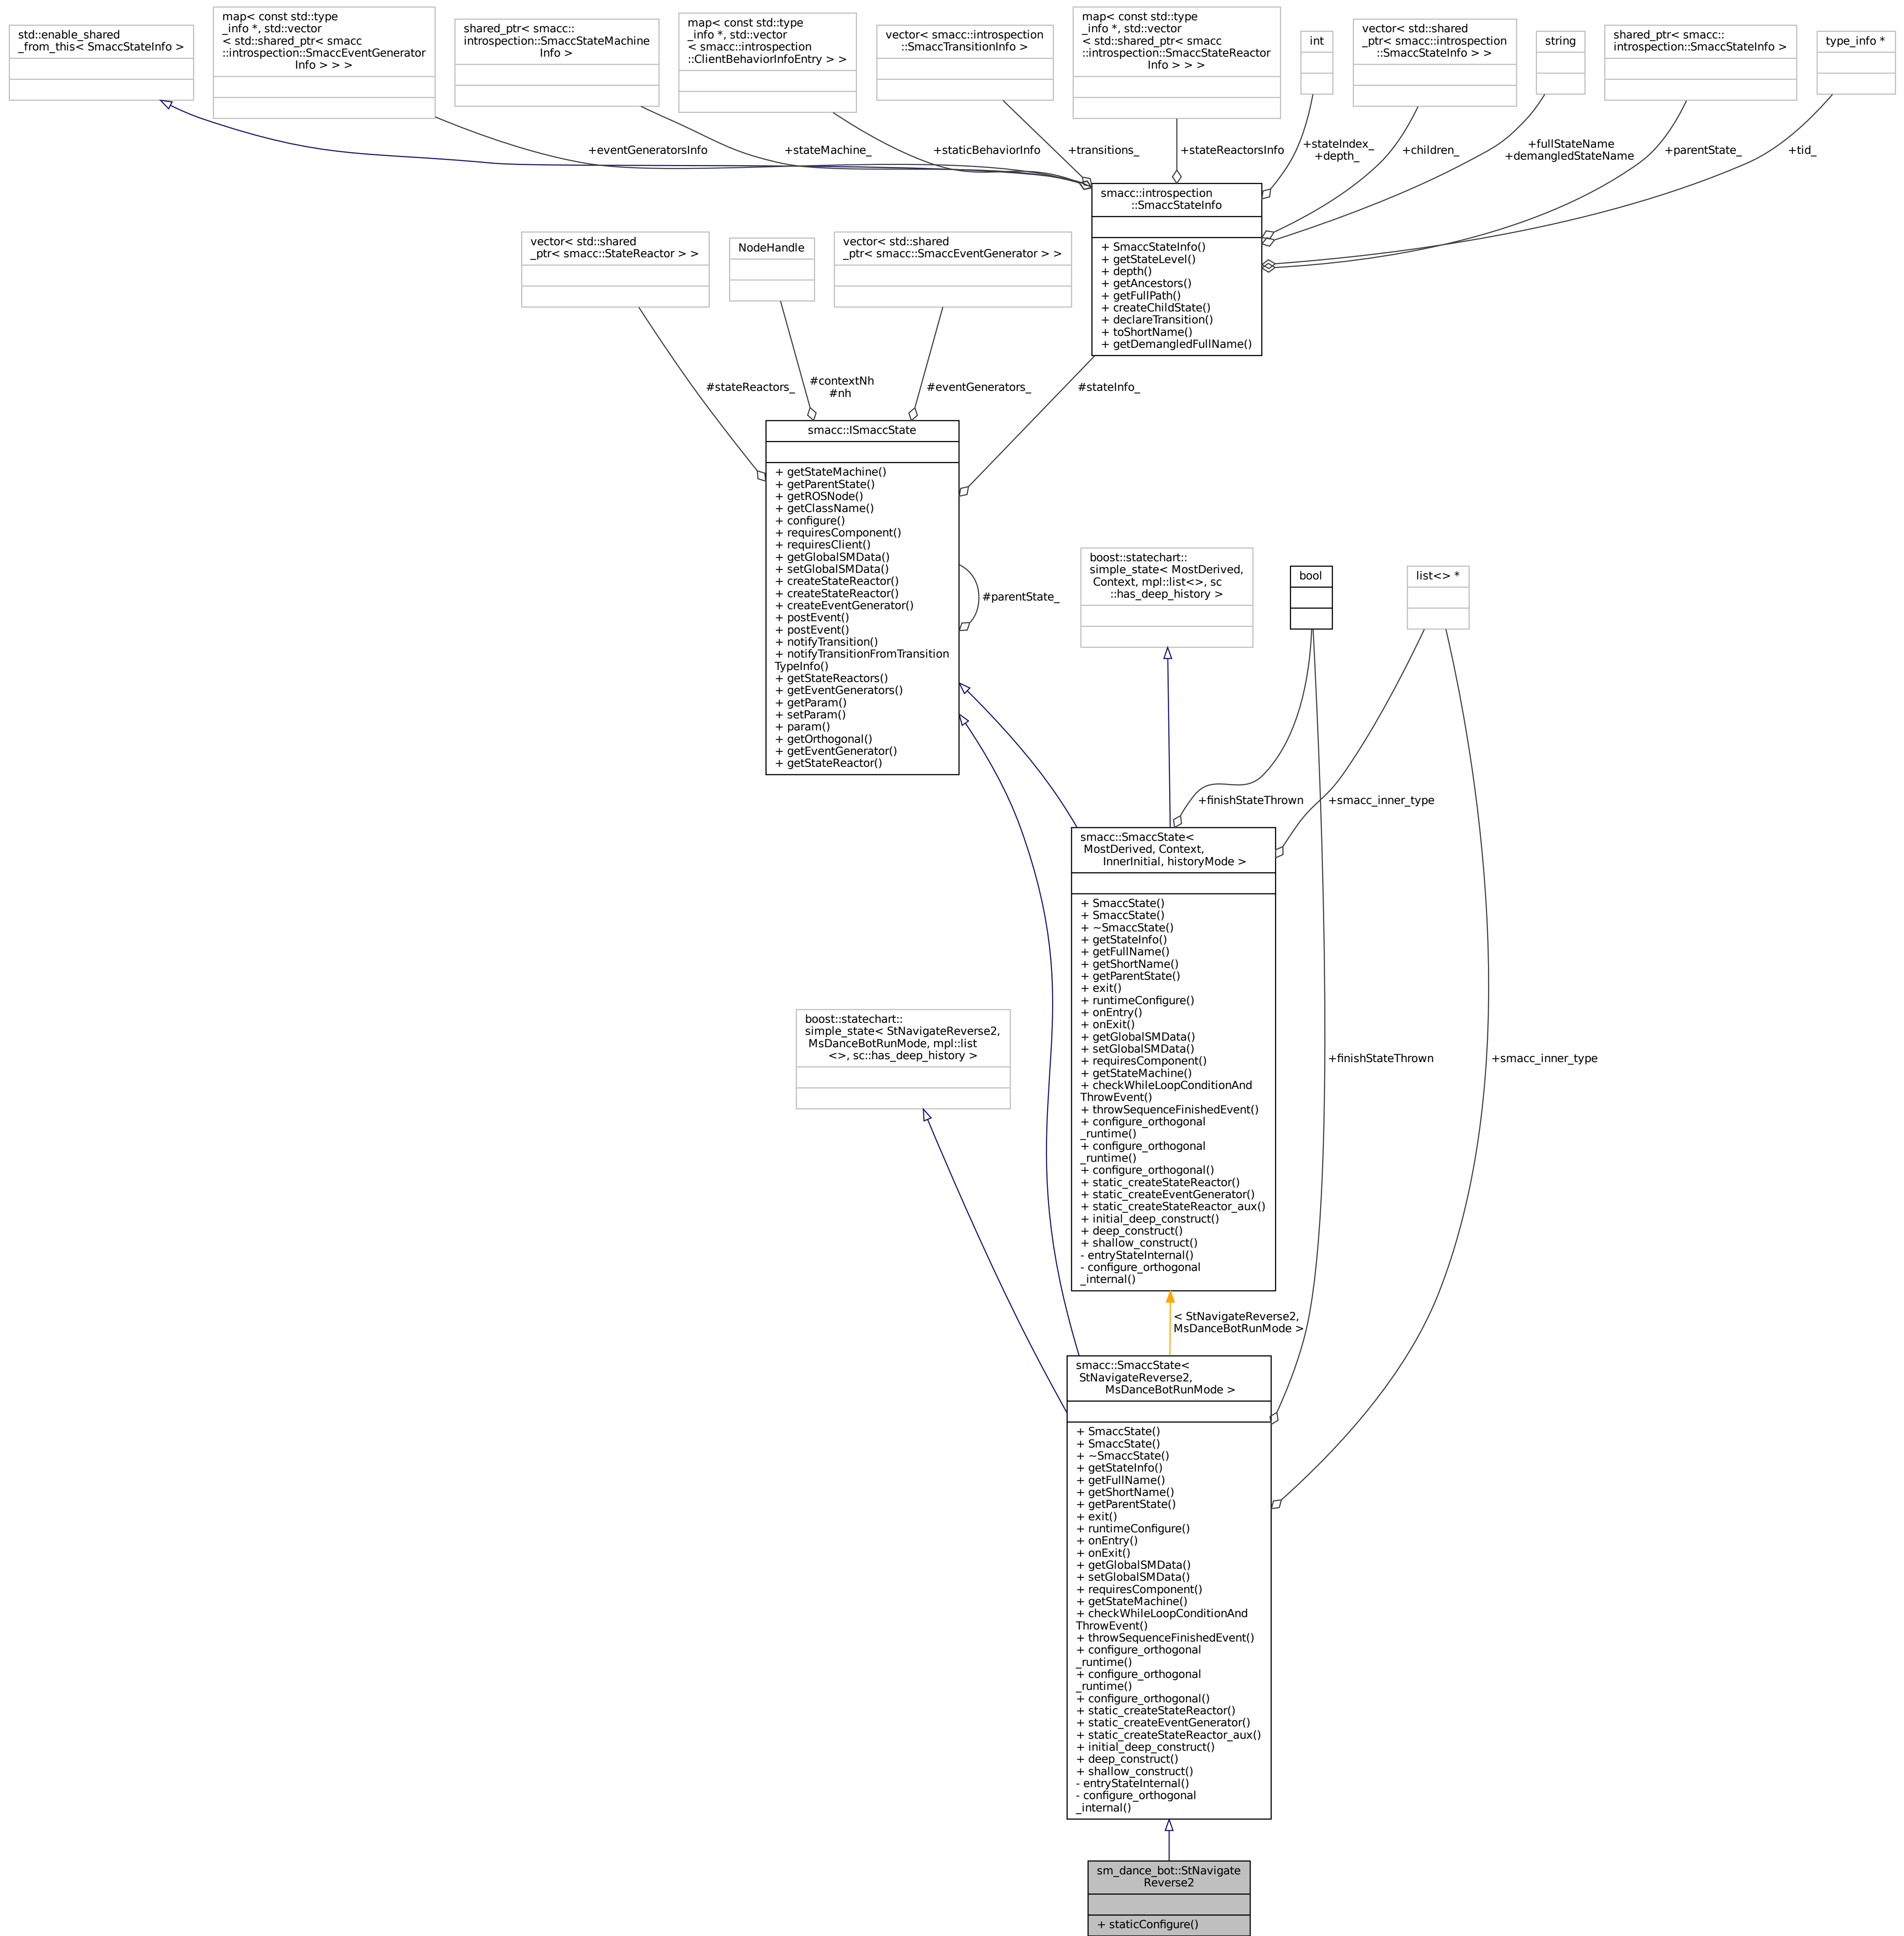 std::enable_shared
_from_this< SmaccStateInfo >
map< const std::type
_info *, std::vector
< std::shared_ptr< smacc
::introspection::SmaccEventGenerator
Info > > >
shared_ptr< smacc::
introspection::SmaccStateMachine
Info >
map< const std::type
_info *, std::vector
< smacc::introspection
::ClientBehaviorInfoEntry > >
vector< smacc::introspection
::SmaccTransitionInfo >
map< const std::type
_info *, std::vector
< std::shared_ptr< smacc
::introspection::SmaccStateReactor
Info > > >
int
vector< std::shared
_ptr< smacc::introspection
::SmaccStateInfo > >
string
shared_ptr< smacc::
introspection::SmaccStateInfo >
type_info *
+eventGeneratorsInfo
+stateMachine_
+staticBehaviorInfo
+transitions_
+stateReactorsInfo
+stateIndex_
+depth_
+children_
+fullStateName
+demangledStateName
+parentState_
+tid_
smacc::introspection
::SmaccStateInfo
+ SmaccStateInfo()
+ getStateLevel()
+ depth()
+ getAncestors()
+ getFullPath()
+ createChildState()
+ declareTransition()
+ toShortName()
+ getDemangledFullName()
vector< std::shared
_ptr< smacc::StateReactor > >
NodeHandle
vector< std::shared
_ptr< smacc::SmaccEventGenerator > >
#stateReactors_
#contextNh
#nh
#eventGenerators_
#stateInfo_
smacc::ISmaccState
+ getStateMachine()
+ getParentState()
+ getROSNode()
+ getClassName()
+ configure()
+ requiresComponent()
+ requiresClient()
+ getGlobalSMData()
+ setGlobalSMData()
+ createStateReactor()
+ createStateReactor()
+ createEventGenerator()
+ postEvent()
+ postEvent()
+ notifyTransition()
+ notifyTransitionFromTransition
TypeInfo()
+ getStateReactors()
+ getEventGenerators()
+ getParam()
+ setParam()
+ param()
+ getOrthogonal()
+ getEventGenerator()
+ getStateReactor()
#parentState_
boost::statechart::
simple_state< MostDerived,
Context, mpl::list<>, sc
::has_deep_history >
bool
list<> *
+finishStateThrown
+smacc_inner_type
smacc::SmaccState<
MostDerived, Context,
InnerInitial, historyMode >
+ SmaccState()
+ SmaccState()
+ ~SmaccState()
+ getStateInfo()
+ getFullName()
+ getShortName()
+ getParentState()
+ exit()
+ runtimeConfigure()
+ onEntry()
+ onExit()
+ getGlobalSMData()
+ setGlobalSMData()
+ requiresComponent()
+ getStateMachine()
+ checkWhileLoopConditionAnd
ThrowEvent()
+ throwSequenceFinishedEvent()
+ configure_orthogonal
_runtime()
+ configure_orthogonal
_runtime()
+ configure_orthogonal()
+ static_createStateReactor()
+ static_createEventGenerator()
+ static_createStateReactor_aux()
+ initial_deep_construct()
+ deep_construct()
+ shallow_construct()
- entryStateInternal()
- configure_orthogonal
_internal()
boost::statechart::
simple_state< StNavigateReverse2,
MsDanceBotRunMode, mpl::list
<>, sc::has_deep_history >
+finishStateThrown
+smacc_inner_type
< StNavigateReverse2,
MsDanceBotRunMode >
smacc::SmaccState<
StNavigateReverse2,
MsDanceBotRunMode >
+ SmaccState()
+ SmaccState()
+ ~SmaccState()
+ getStateInfo()
+ getFullName()
+ getShortName()
+ getParentState()
+ exit()
+ runtimeConfigure()
+ onEntry()
+ onExit()
+ getGlobalSMData()
+ setGlobalSMData()
+ requiresComponent()
+ getStateMachine()
+ checkWhileLoopConditionAnd
ThrowEvent()
+ throwSequenceFinishedEvent()
+ configure_orthogonal
_runtime()
+ configure_orthogonal
_runtime()
+ configure_orthogonal()
+ static_createStateReactor()
+ static_createEventGenerator()
+ static_createStateReactor_aux()
+ initial_deep_construct()
+ deep_construct()
+ shallow_construct()
- entryStateInternal()
- configure_orthogonal
_internal()
sm_dance_bot::StNavigate
Reverse2
+ staticConfigure()